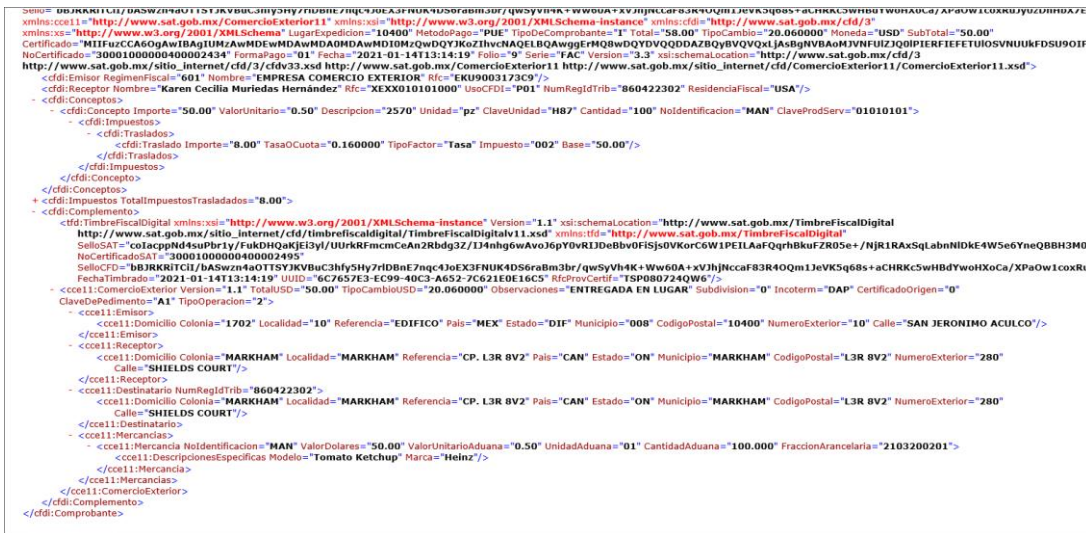 xmlns:cce11="http://www.sat.gob.mx/ComercioExterior11" xmlns:xsi="http://www.w3.org/2001/XMLSchema-instance" xmlns:cfdi="http://www.sat.gob.mx/cfd/3"
xmlns:xs="http://www.w3.org/2001/XMLSchema" LugarExpedicion="10400" MetodoPago="PUE" TipoDeComprobante="I" Total="58.00" TipoCambio="20.060000" Moneda="USD" SubTotal="50.00"
NoCertificado="30001000000400002434" FormaPago="01" Fecha="2021-01-14T13:14:19" Folio="9" Serie="FAC" Version="3.3" xsi:schemaLocation="http://www.sat.gob.mx/cfd/3
http://www.sat.gob.mx/sitio_internet/cfd/3/cfdv33.xsd http://www.sat.gob.mx/ComercioExterior11 http://www.sat.gob.mx/sitio_internet/cfd/ComercioExterior11/ComercioExterior11.xsd">
<cfdi:Emisor RegimenFiscal="601" Nombre="EMPRESA COMERCIO EXTERIOR" Rfc="EKU9003173C9"/>
<cfdi:Receptor Nombre="Karen Cecilia Muriedas Hernández" Rfc="XEXX010101000" UsoCFDI="P01" NumRegIdTrib="860422302" ResidenciaFiscal="USA"/>
- <cfdi:Conceptos>
- <cfdi:Concepto Importe="50.00" ValorUnitario="0.50" Descripcion="2570" Unidad="pz" ClaveUnidad="H87" Cantidad="100" NoIdentificacion="MAN" ClaveProdServ="01010101">
- <cfdi:Impuestos>
- <cfdi:Traslados>
<cfdi:Traslado Importe="8.00" TasaOCuota="0.160000" TipoFactor="Tasa" Impuesto="002" Base="50.00"/>
</cfdi:Traslados>
</cfdi:Impuestos>
</cfdi:Concepto>
</cfdi:Conceptos>
+ <cfdi:Impuestos TotalImpuestosTrasladados="8.00">
- <cfdi:Complemento>
<tfd:TimbreFiscalDigital xmlns:xsi="http://www.w3.org/2001/XMLSchema-instance" Version="1.1" xsi:schemaLocation="http://www.sat.gob.mx/TimbreFiscalDigital
http://www.sat.gob.mx/sitio_internet/cfd/timbrefiscaldigital/TimbreFiscalDigitalv11.xsd" xmlns:tfd="http://www.sat.gob.mx/TimbreFiscalDigital"
NoCertificadoSAT="30001000000400002495"
FechaTimbrado="2021-01-14T13:14:19" UUID="6C7657E3-EC99-40C3-A652-7C621E0E16C5" RfcProvCertif="TSP080724QW6"/>
- <cce11:ComercioExterior Version="1.1" TotalUSD="50.00" TipoCambioUSD="20.060000" Observaciones="ENTREGADA EN LUGAR" Subdivision="0" Incoterm="DAP" CertificadoOrigen="0"
ClaveDePedimento="A1" TipoOperacion="2">
- <cce11:Emisor>
<cce11:Domicilio Colonia="1702" Localidad="10" Referencia="EDIFICO" Pais="MEX" Estado="DIF" Municipio="008" CodigoPostal="10400" NumeroExterior="10" Calle="SAN JERONIMO ACULCO"/>
</cce11:Emisor>
- <cce11:Receptor>
<cce11:Domicilio Colonia="MARKHAM" Localidad="MARKHAM" Referencia="CP. L3R 8V2" Pais="CAN" Estado="ON" Municipio="MARKHAM" CodigoPostal="L3R 8V2" NumeroExterior="280"
Calle="SHIELDS COURT"/>
</cce11:Receptor>
- <cce11:Destinatario NumRegIdTrib="860422302">
<cce11:Domicilio Colonia="MARKHAM" Localidad="MARKHAM" Referencia="CP. L3R 8V2" Pais="CAN" Estado="ON" Municipio="MARKHAM" CodigoPostal="L3R 8V2" NumeroExterior="280"
Calle="SHIELDS COURT"/>
</cce11:Destinatario>
- <cce11:Mercancias>
- <cce11:Mercancia NoIdentificacion="MAN" ValorDolares="50.00" ValorUnitarioAduana="0.50" UnidadAduana="01" CantidadAduana="100.000" FraccionArancelaria="2103200201">
<cce11:DescripcionesEspecificas Modelo="Tomato Ketchup" Marca="Heinz"/>
</cce11:Mercancia>
</cce11:Mercancias>
</cce11:ComercioExterior>
</cfdi:Complemento>
</cfdi:Comprobante>